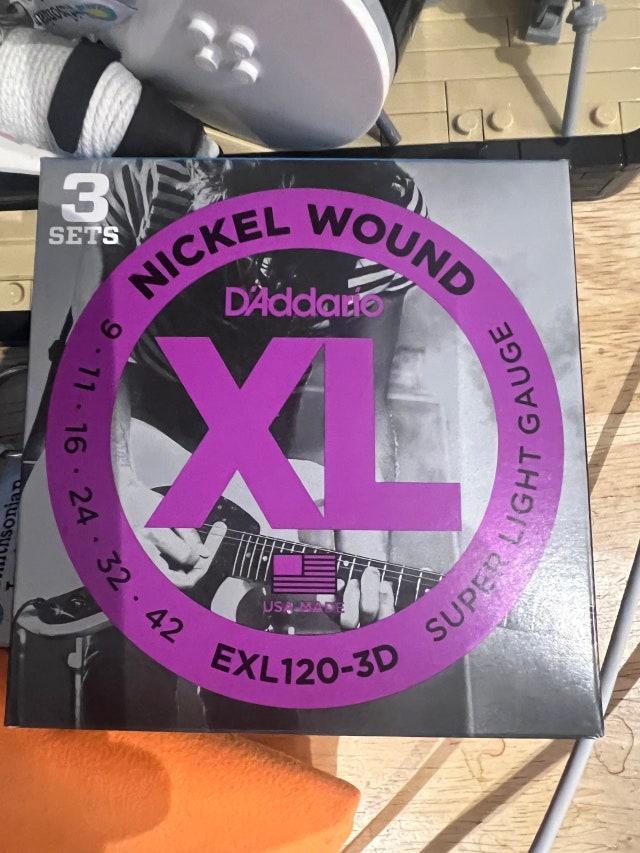 3
SETS
NICKEL WOUND
D'Addario
XL
9 · 11 · 16 · 24 · 32 · 42
SUPER LIGHT GAUGE
USA MADE
EXL120-3D